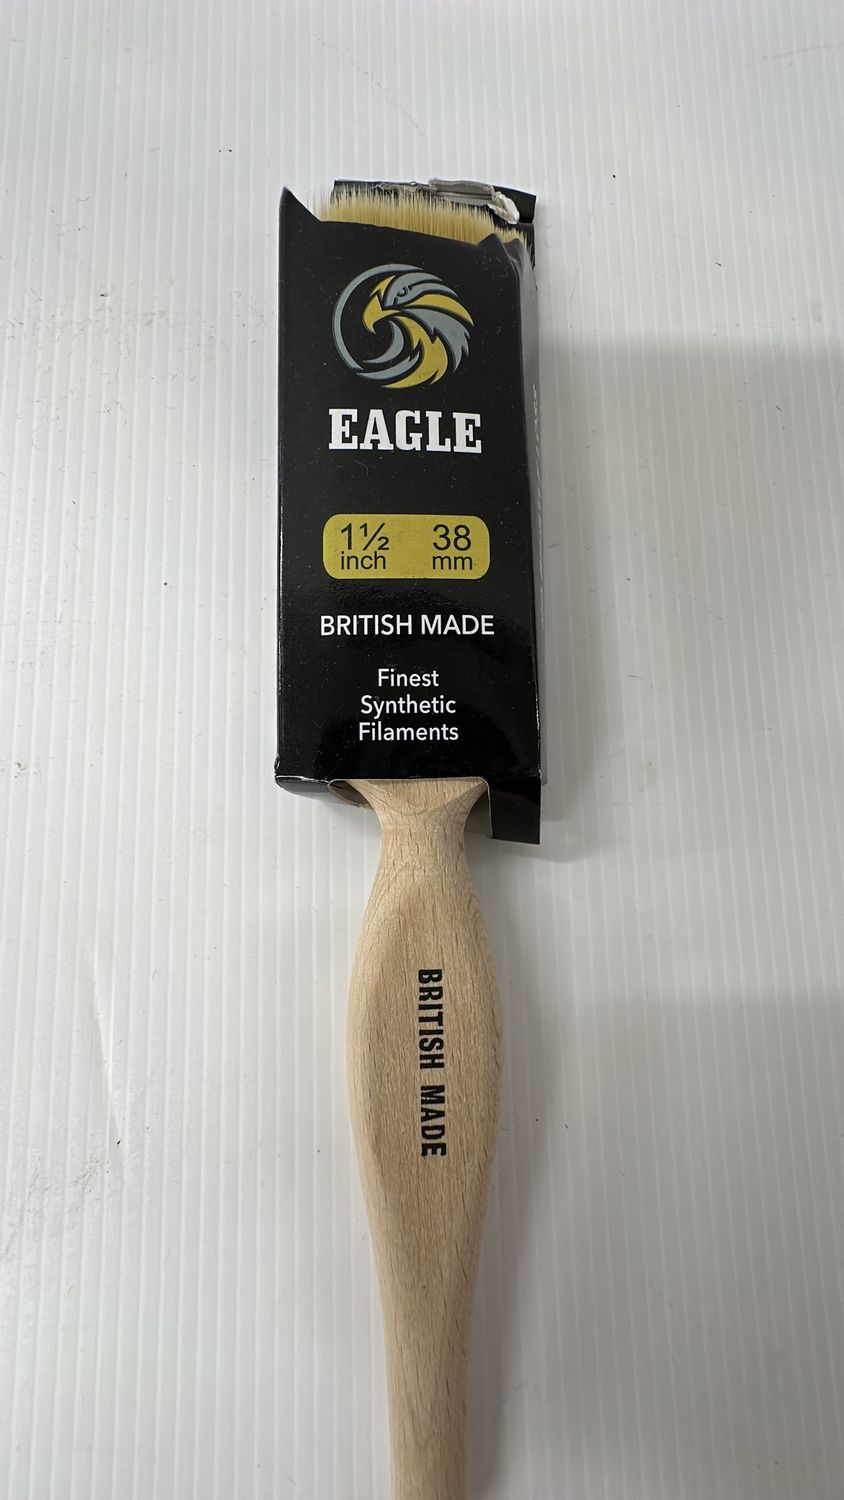 EAGLE
1½ 38
inch mm
BRITISH MADE
Finest
Synthetic
Filaments
BRITISH MADE